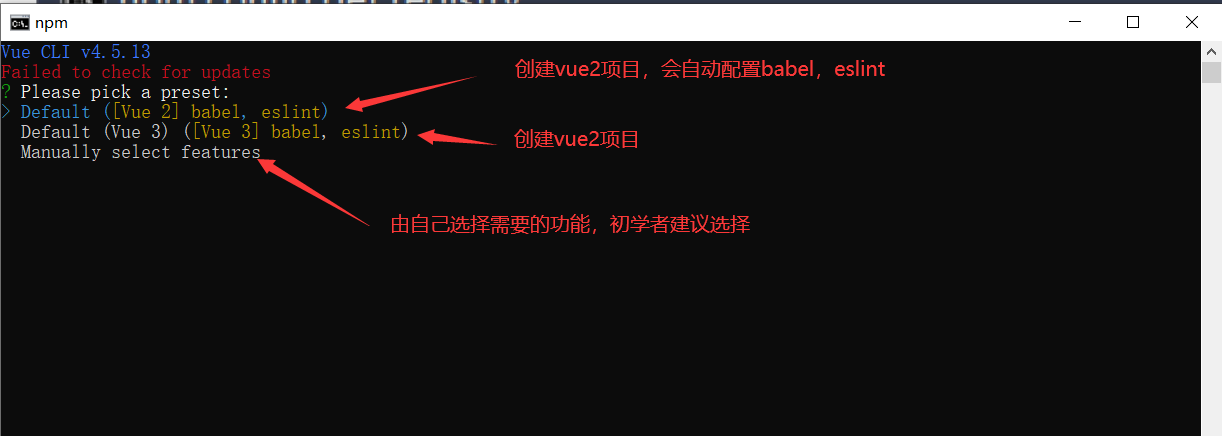 npm
Vue CLI v4.5.13
Failed to check for updates
创建vue2项目，会自动配置babel，eslint
? Please pick a preset:
> Default ([Vue 2] babel, eslint)
Default (Vue 3) ([Vue 3] babel, eslint)
创建vue2项目
Manually select features
由自己选择需要的功能，初学者建议选择